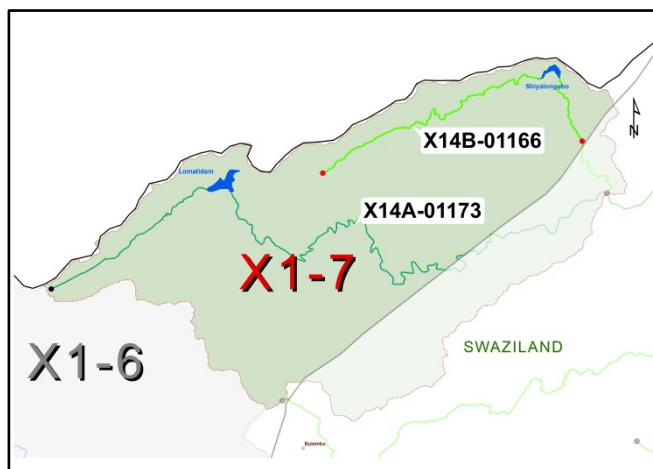 Shiyalongubo
X14B-01166
N
Lomatidam
X14A-01173
X1-7
SWAZILAND
X1-6
Bulembu